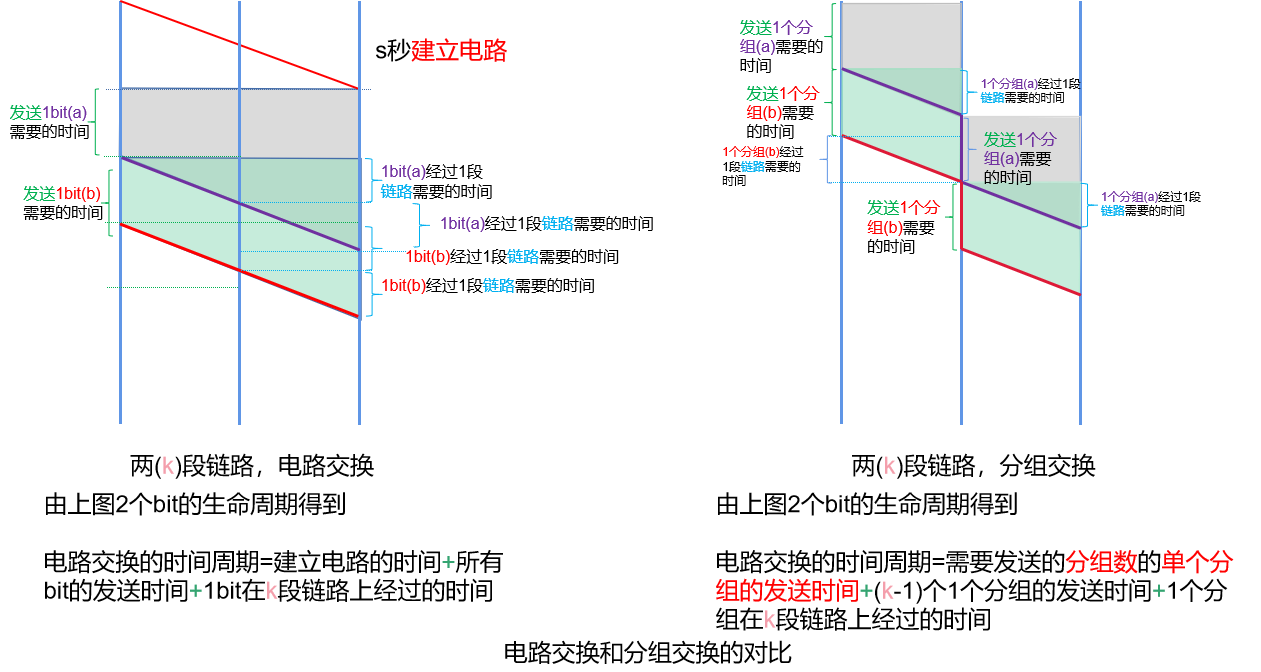 s秒建立电路
发送1bit(a)
需要的时间
发送1bit(b)
需要的时间
1bit(a)经过1段
链路需要的时间
1bit(a)经过1段链路需要的时间
1bit(b)经过1段链路需要的时间
1bit(b)经过1段链路需要的时间
两(k)段链路，电路交换
由上图2个bit的生命周期得到
电路交换的时间周期=建立电路的时间+所有
bit的发送时间+1bit在k段链路上经过的时间
发送1个分
组(a)需要的
时间
发送1个分
组(b)需要
的时间
1个分组(b)经过
1段链路需要的
时间
1个分组(a)经过1段
链路需要的时间
发送1个分
组(a)需要
的时间
发送1个分
组(b)需要
的时间
1个分组(a)经过1段
链路需要的时间
两(k)段链路，分组交换
由上图2个bit的生命周期得到
电路交换的时间周期=需要发送的分组数的单个分
组的发送时间+(k-1)个1个分组的发送时间+1个分
组在k段链路上经过的时间
电路交换和分组交换的对比